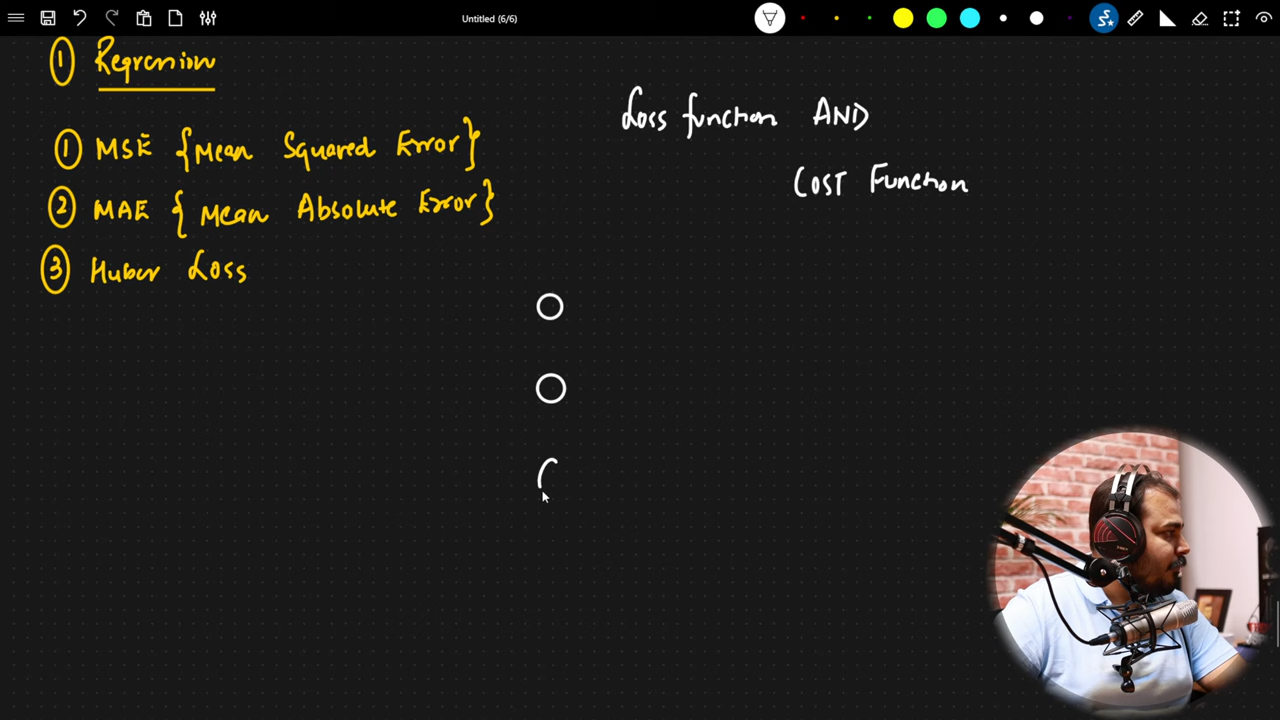 Untitled (6/6)
① Regression
① MSE {Mean Squared Error}
② MAE {Mean Absolute Error}
③ Huber Loss
Loss function AND
COST Function